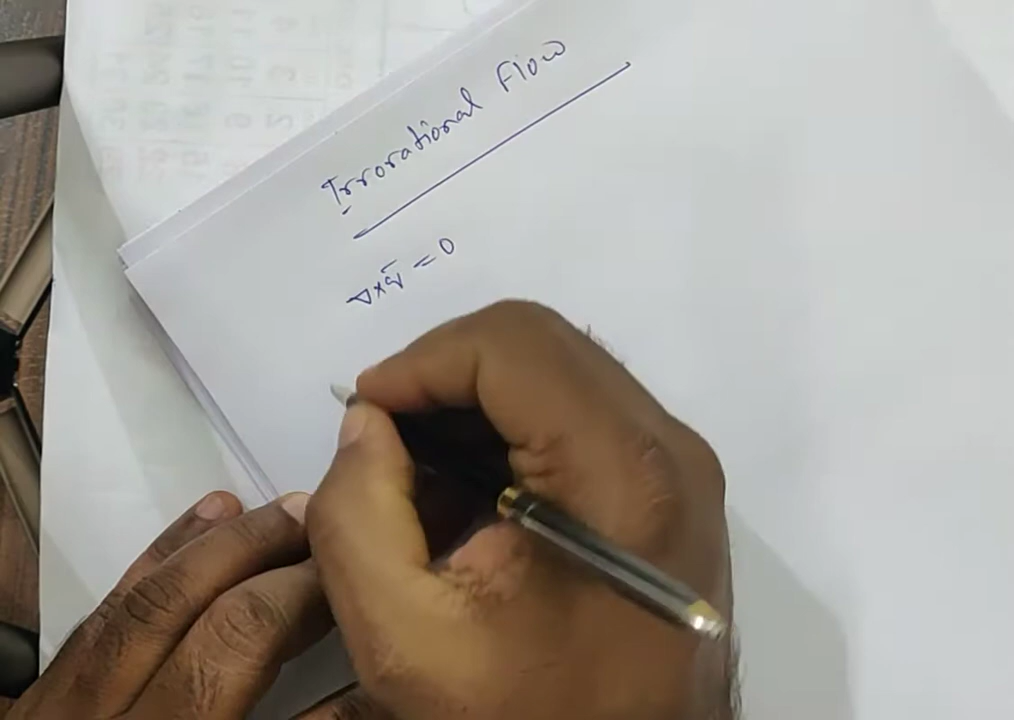 Irrorational Flow
∇×v̄ = 0